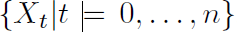 {X_t|t = 0, . . . , n}